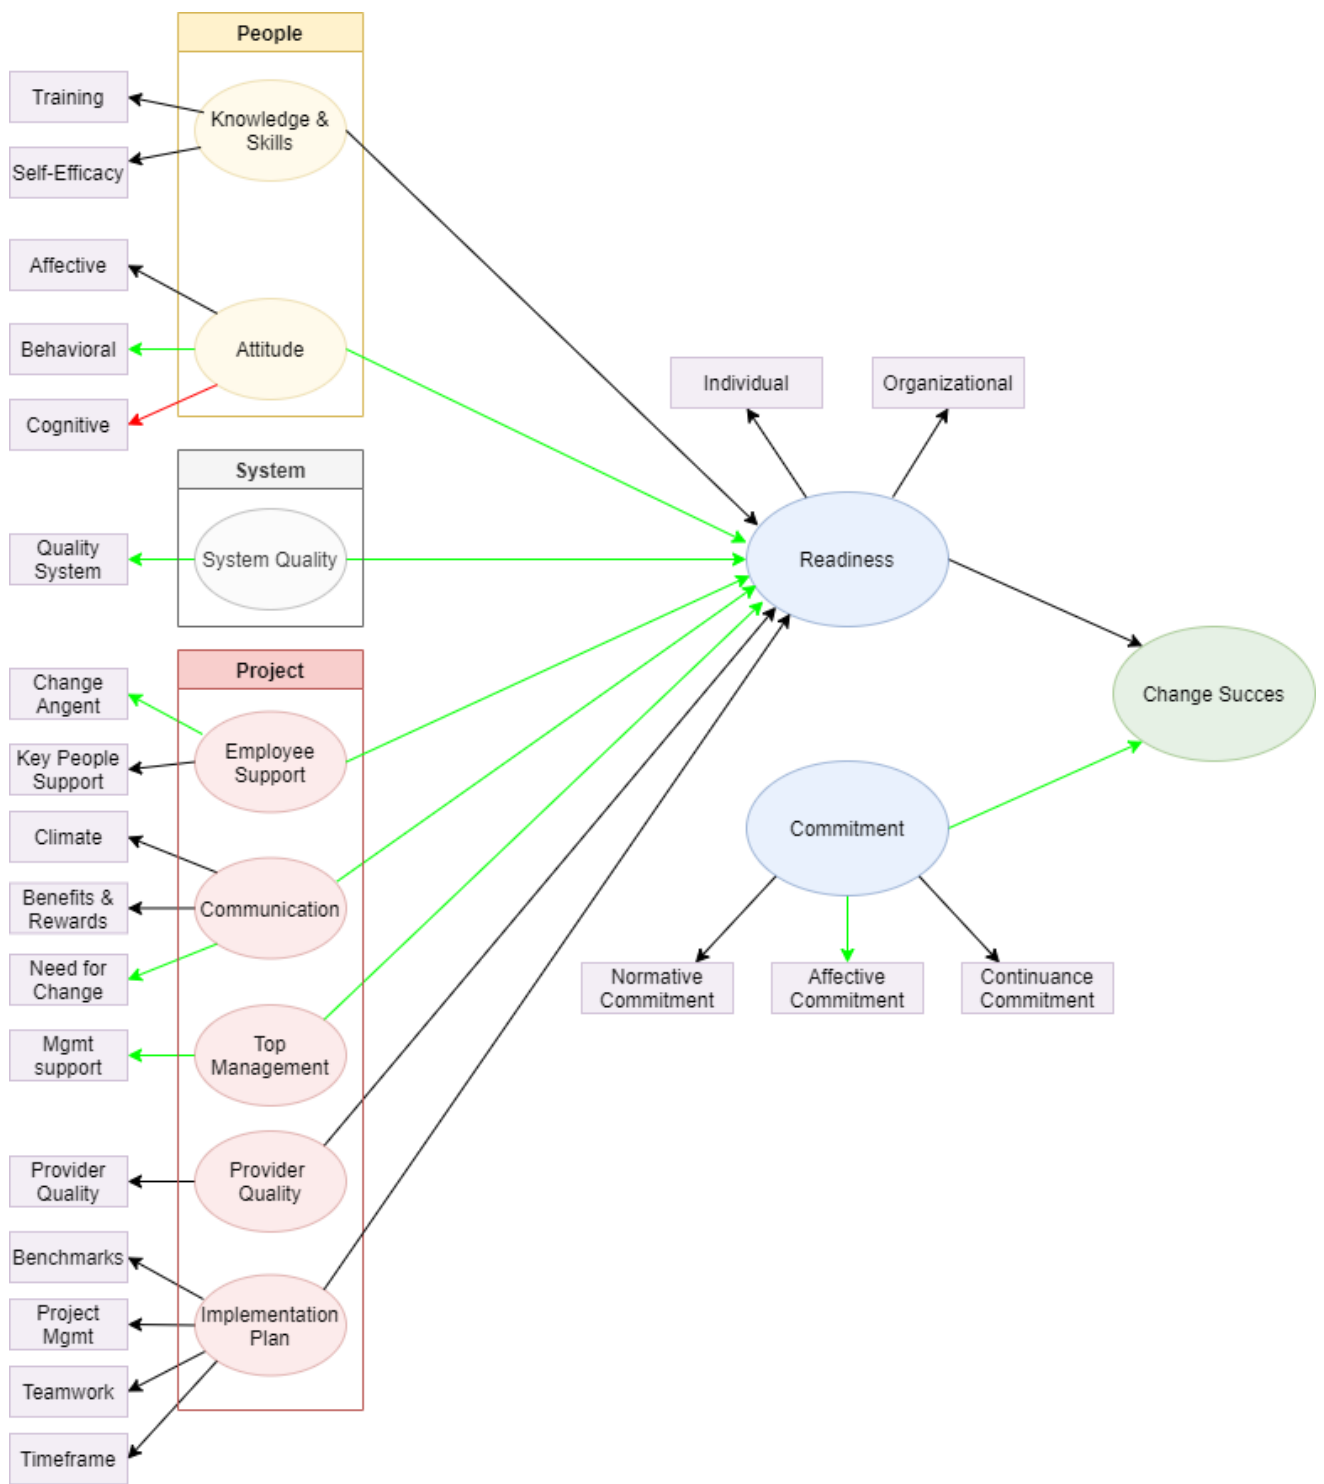 People
Training
Knowledge &
Skills
Self-Efficacy
Affective
Behavioral
Attitude
Cognitive
Individual
Organizational
System
Quality
System
System Quality
Readiness
Project
Change
Angent
Employee
Support
Key People
Support
Change Succes
Climate
Commitment
Benefits &
Rewards
Communication
Need for
Change
Normative
Commitment
Affective
Commitment
Continuance
Commitment
Mgmt
support
Top
Management
Provider
Quality
Provider
Quality
Benchmarks
Project
Mgmt
Implementation
Plan
Teamwork
Timeframe